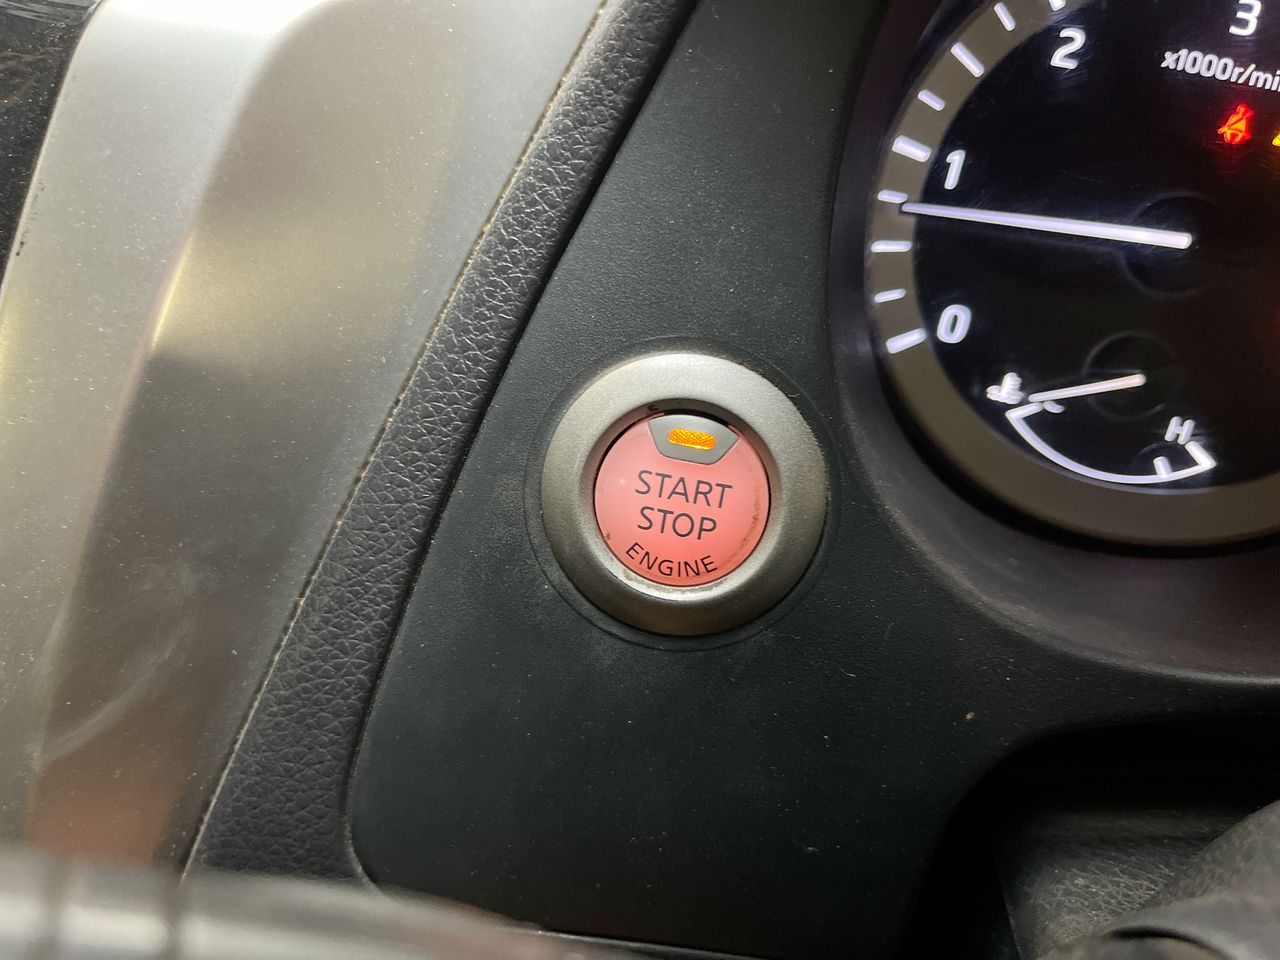 3
2
x1000r/mi
1
0
H
START
STOP
ENGINE